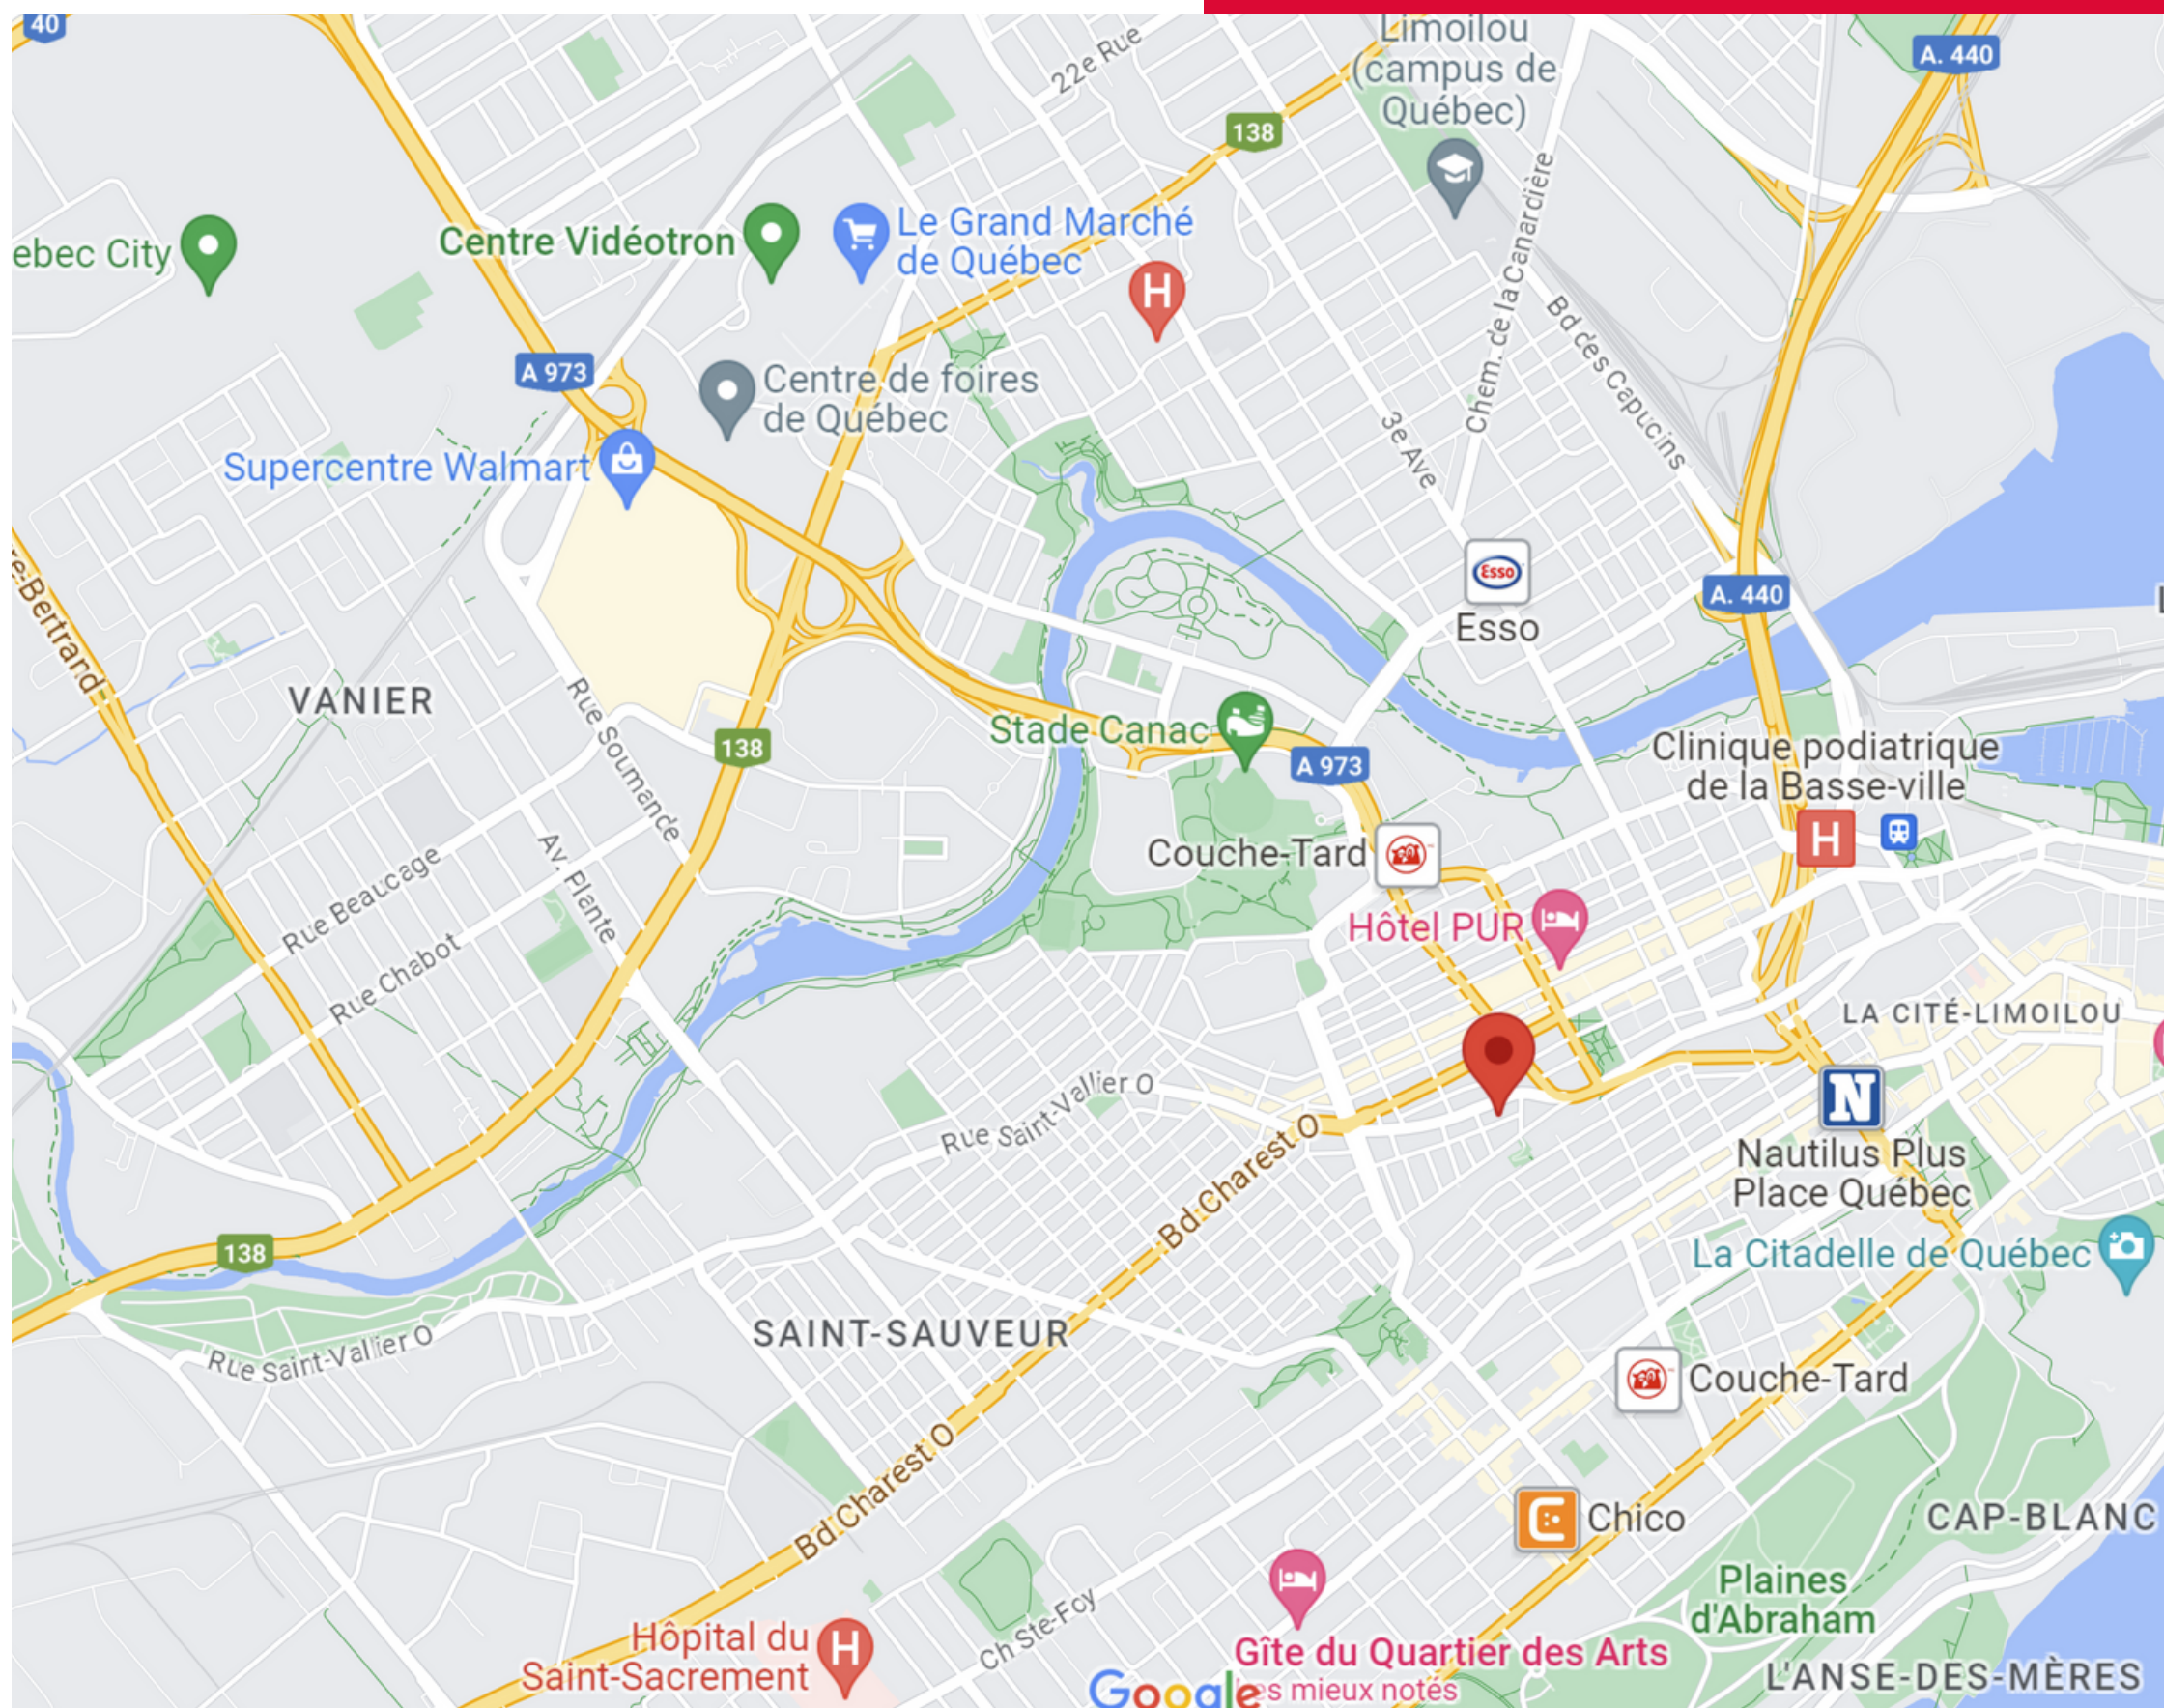 40
22e Rue
Limoilou
(campus de
Québec)
A. 440
138
ebec City
Centre Vidéotron
Le Grand Marché
de Québec
H
Chem. de la Canardière
Bd des Capucins
A 973
Centre de foires
de Québec
3e Ave
Supercentre Walmart
Esso
Esso
A. 440
re-Bertrand
VANIER
Rue Soumande
138
Stade Canac
A 973
Clinique podiatrique
de la Basse-ville
H
Couche-Tard
Av. Plante
Rue Beaucage
Hôtel PUR
Rue Chabot
LA CITÉ-LIMOILOU
Rue Saint-Vallier O
Bd Charest O
N
Nautilus Plus
Place Québec
138
La Citadelle de Québec
SAINT-SAUVEUR
Rue Saint-Vallier O
Couche-Tard
Bd Charest O
Chico
CAP-BLANC
Plaines
d'Abraham
Ch Ste-Foy
Hôpital du
Saint-Sacrement
H
Gîte du Quartier des Arts
es mieux notés
Google
L'ANSE-DES-MÈRES